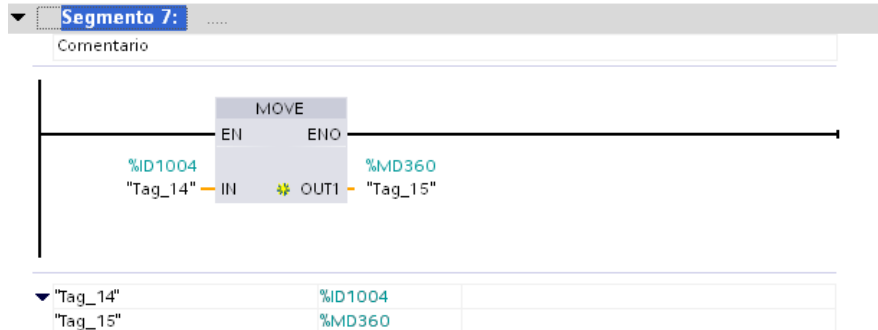 Segmento 7: .....
Comentario
MOVE
EN ENO
%ID1004 %MD360
"Tag_14" IN OUT1 "Tag_15"
"Tag_14" %ID1004
"Tag_15" %MD360